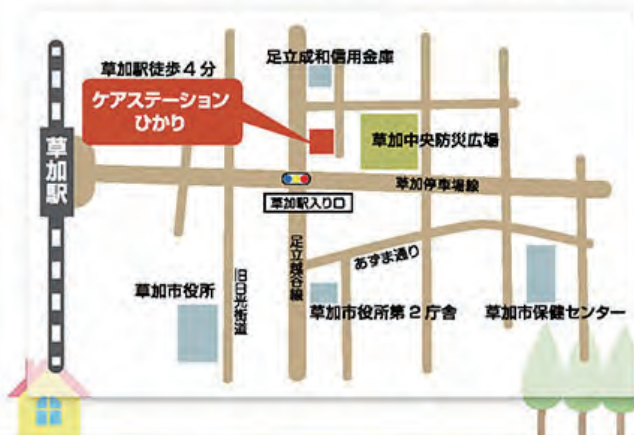 足立成和信用金庫
草加駅徒歩4分
ケアステーション
ひかり
草加中央防災広場
草加駅
草加停車場線
草加駅入り口
足立越谷線
あずま通り
旧日光街道
草加市役所
草加市役所第2庁舎
草加市保健センター